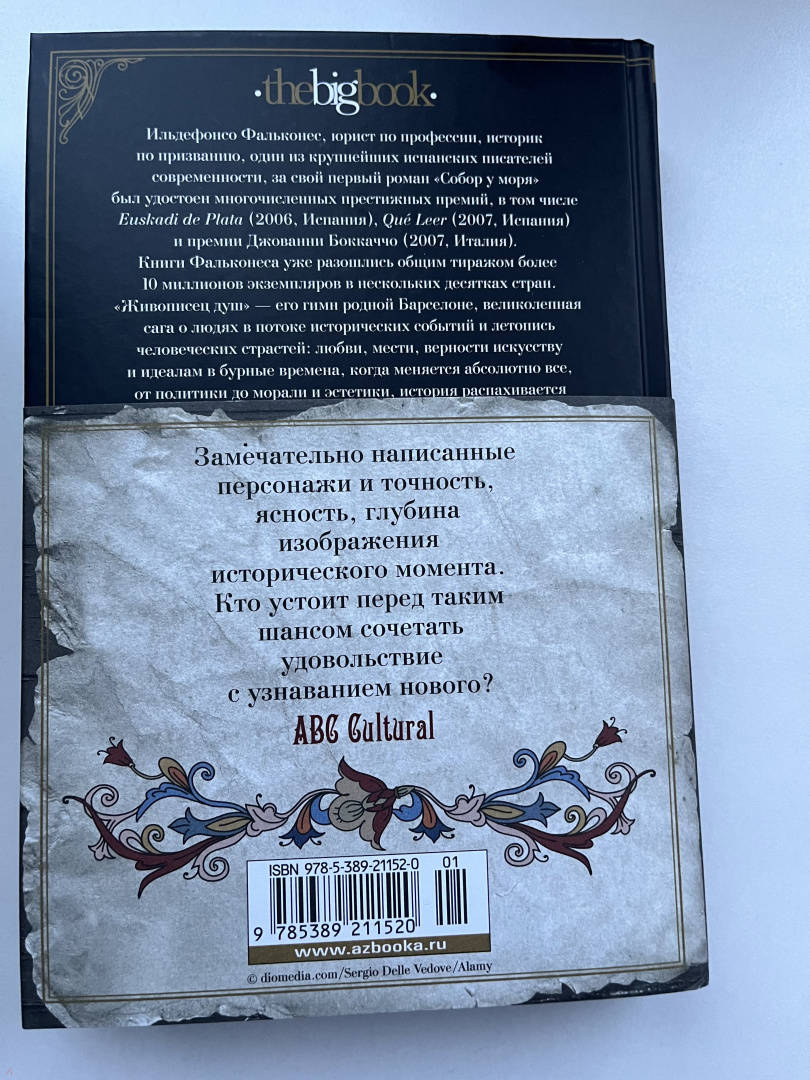 ·thebigbook·
Ильдефонсо Фальконес, юрист по профессии, историк
по призванию, один из крупнейших испанских писателей
современности, за свой первый роман «Собор у моря»
был удостоен многочисленных престижных премий, в том числе
Euskadi de Plata (2006, Испания), Qué Leer (2007, Испания)
и премии Джованни Боккаччо (2007, Италия).
Книги Фальконеса уже разошлись общим тиражом более
10 миллионов экземпляров в нескольких десятках стран.
«Живописец душ» — его гимн родной Барселоне, великолепная
сага о людях в потоке исторических событий и летопись
человеческих страстей: любви, мести, верности искусству
и идеалам в бурные времена, когда меняется абсолютно все,
от политики до морали и эстетики, история распахивается
Замечательно написанные
персонажи и точность,
ясность, глубина
изображения
исторического момента.
Кто устоит перед таким
шансом сочетать
удовольствие
с узнаванием нового?
ABC Cultural
ISBN 978-5-389-21152-0 01
9 785389 211520
www.azbooka.ru
© diomedia.com/Sergio Delle Vedove/Alamy